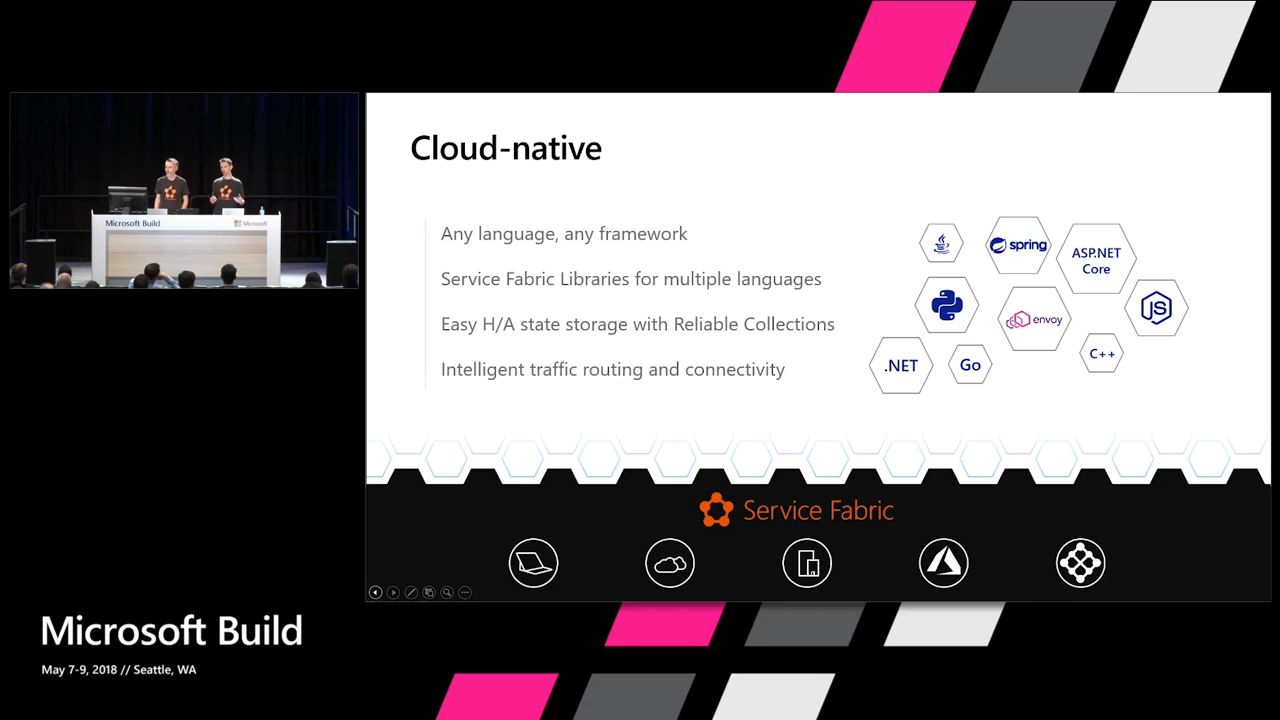 Cloud-native
Any language, any framework
Service Fabric Libraries for multiple languages
Easy H/A state storage with Reliable Collections
Intelligent traffic routing and connectivity
spring
ASP.NET
Core
JS
envoy
C++
.NET
Go
Service Fabric
Microsoft Build
Microsoft
Microsoft Build
May 7-9, 2018 // Seattle, WA